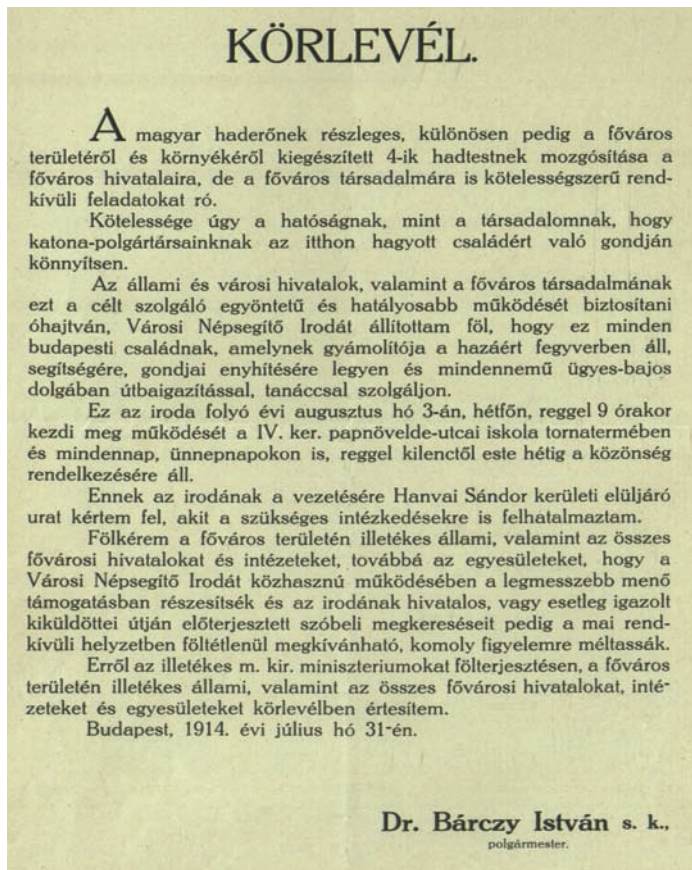 KÖRLEVÉL.
A magyar haderőnek részleges, különösen pedig a főváros
területéről és környékéről kiegészített 4-ik hadtestnek mozgósítása a
főváros hivatalaira, de a főváros társadalmára is kötelességszerű rend-
kívüli feladatokat ró.
Kötelessége úgy a hatóságnak, mint a társadalomnak, hogy
katona-polgártársainknak az itthon hagyott családért való gondján
könnyítsen.
Az állami és városi hivatalok, valamint a főváros társadalmának
ezt a célt szolgáló egyöntetű és hatályosabb működését biztosítani
óhajtván, Városi Népsegítő Irodát állítottam föl, hogy ez minden
budapesti családnak, amelynek gyámolítója a hazáért fegyverben áll,
segítségére, gondjai enyhítésére legyen és mindennemű ügyes-bajos
dolgában útbaigazítással, tanáccsal szolgáljon.
Ez az iroda folyó évi augusztus hó 3-án, hétfőn, reggel 9 órakor
kezdi meg működését a IV. ker. papnövelde-utcai iskola tornatermében
és mindennap, ünnepnapokon is, reggel kilenctől este hétig a közönség
rendelkezésére áll.
Ennek az irodának a vezetésére Hanvai Sándor kerületi elüljáró
urat kértem fel, akit a szükséges intézkedésekre is felhatalmaztam.
Fölkérem a főváros területén illetékes állami, valamint az összes
fővárosi hivatalokat és intézeteket, továbbá az egyesületeket, hogy a
Városi Népsegítő Irodát közhasznú működésében a legmesszebb menő
támogatásban részesítsék és az irodának hivatalos, vagy esetleg igazolt
kiküldöttei útján előterjesztett szóbeli megkereséseit pedig a mai rend-
kívüli helyzetben föltétlenül megkívánható, komoly figyelemre méltassák.
Erről az illetékes m. kir. miniszteriumokat fölterjesztésen, a főváros
területén illetékes állami, valamint az összes fővárosi hivatalokat, inté-
zeteket és egyesületeket körlevélben értesítem.
Budapest, 1914. évi július hó 31-én.
Dr. Bárczy István s. k.,
polgármester.